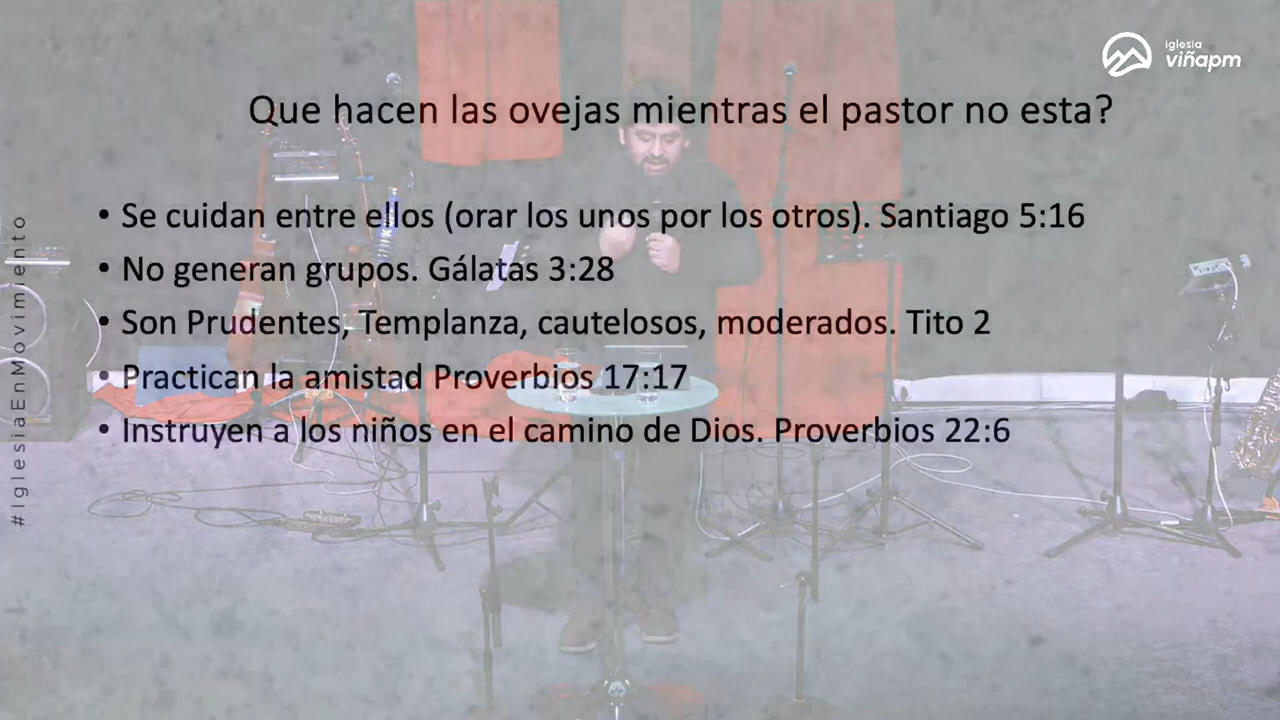 iglesia
viñapm
Que hacen las ovejas mientras el pastor no esta?
• Se cuidan entre ellos (orar los unos por los otros). Santiago 5:16
• No generan grupos. Gálatas 3:28
• Son Prudentes, Templanza, cautelosos, moderados. Tito 2
• Practican la amistad Proverbios 17:17
• Instruyen a los niños en el camino de Dios. Proverbios 22:6
#IglesiaEnMovimiento